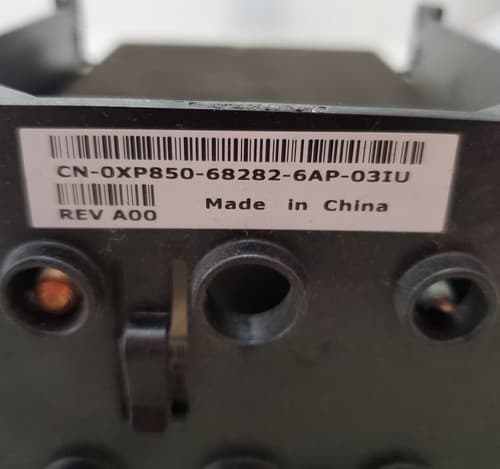 CN-0XP850-68282-6AP-03IU
REV A00
Made in China